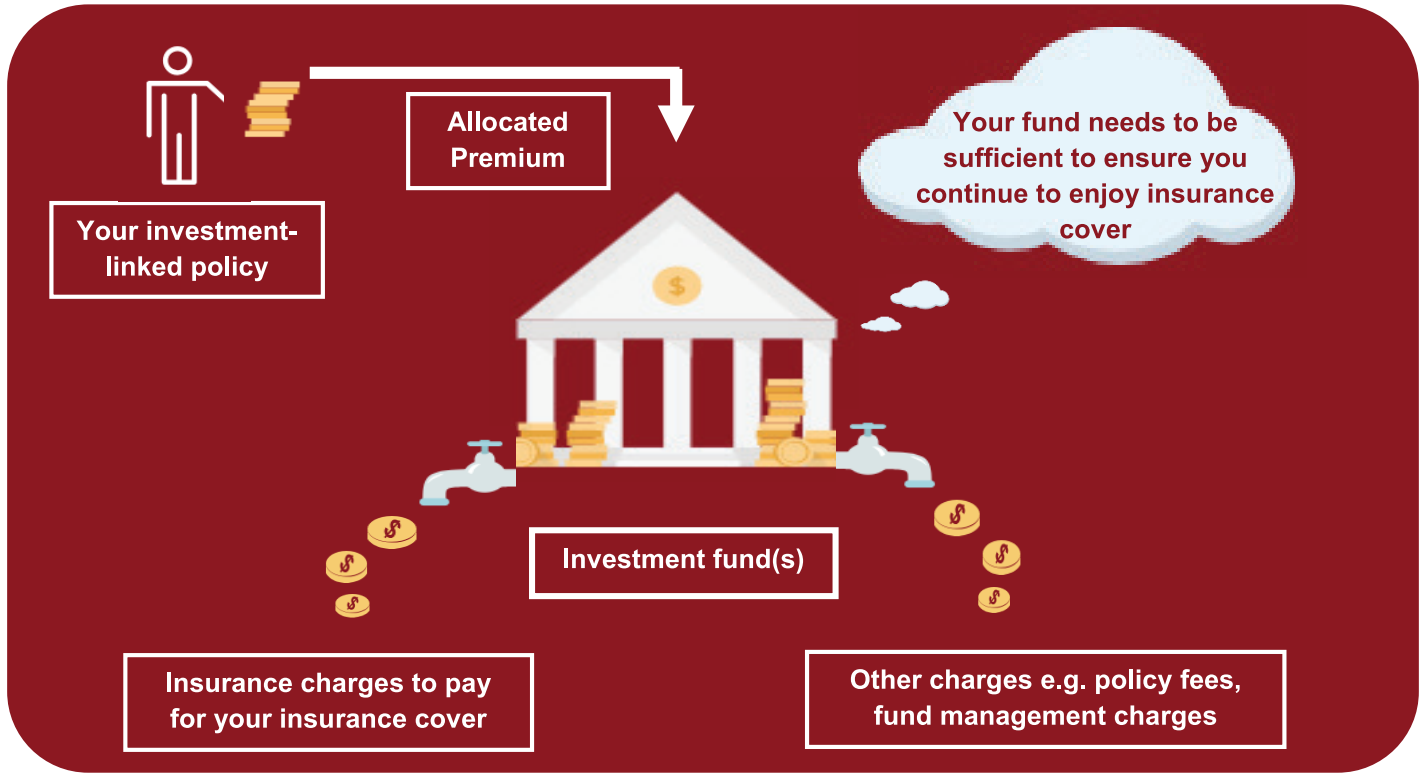 Allocated
Premium
Your fund needs to be
sufficient to ensure you
continue to enjoy insurance
cover
Your investment-
linked policy
$
Investment fund(s)
$
$
$
$
$
$
Insurance charges to pay
for your insurance cover
Other charges e.g. policy fees,
fund management charges